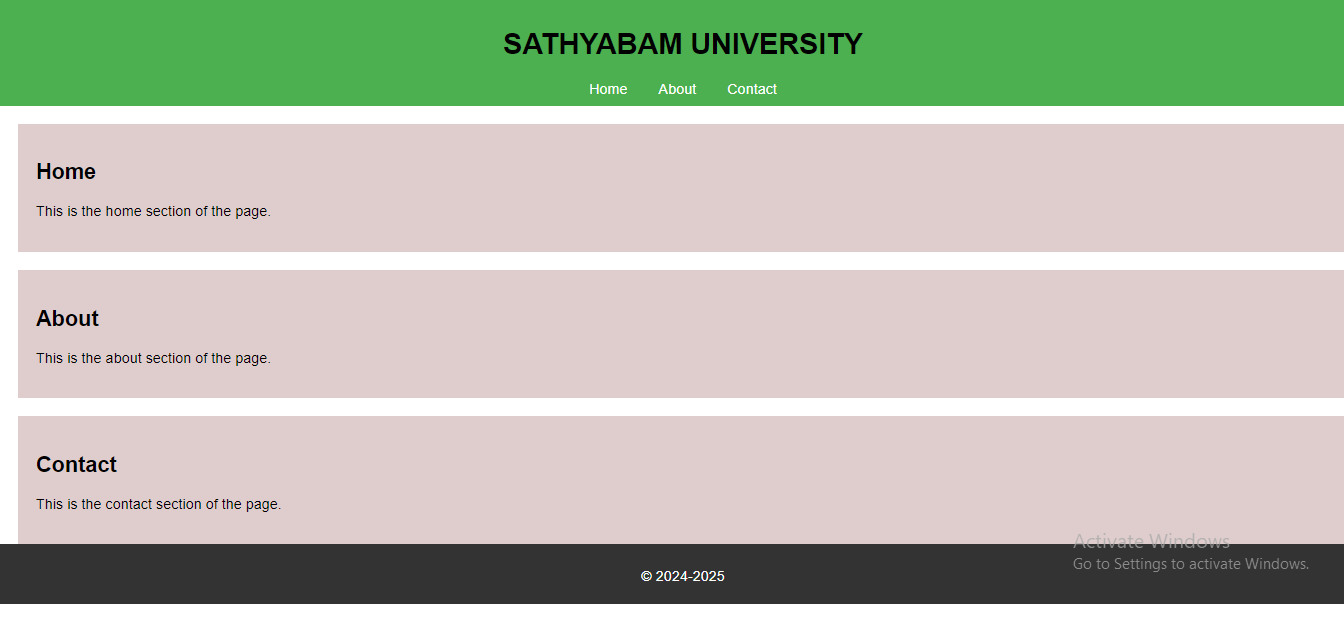 SATHYABAM UNIVERSITY
Home About Contact
Home
This is the home section of the page.
About
This is the about section of the page.
Contact
This is the contact section of the page.
Activate Windows
Go to Settings to activate Windows.
© 2024-2025